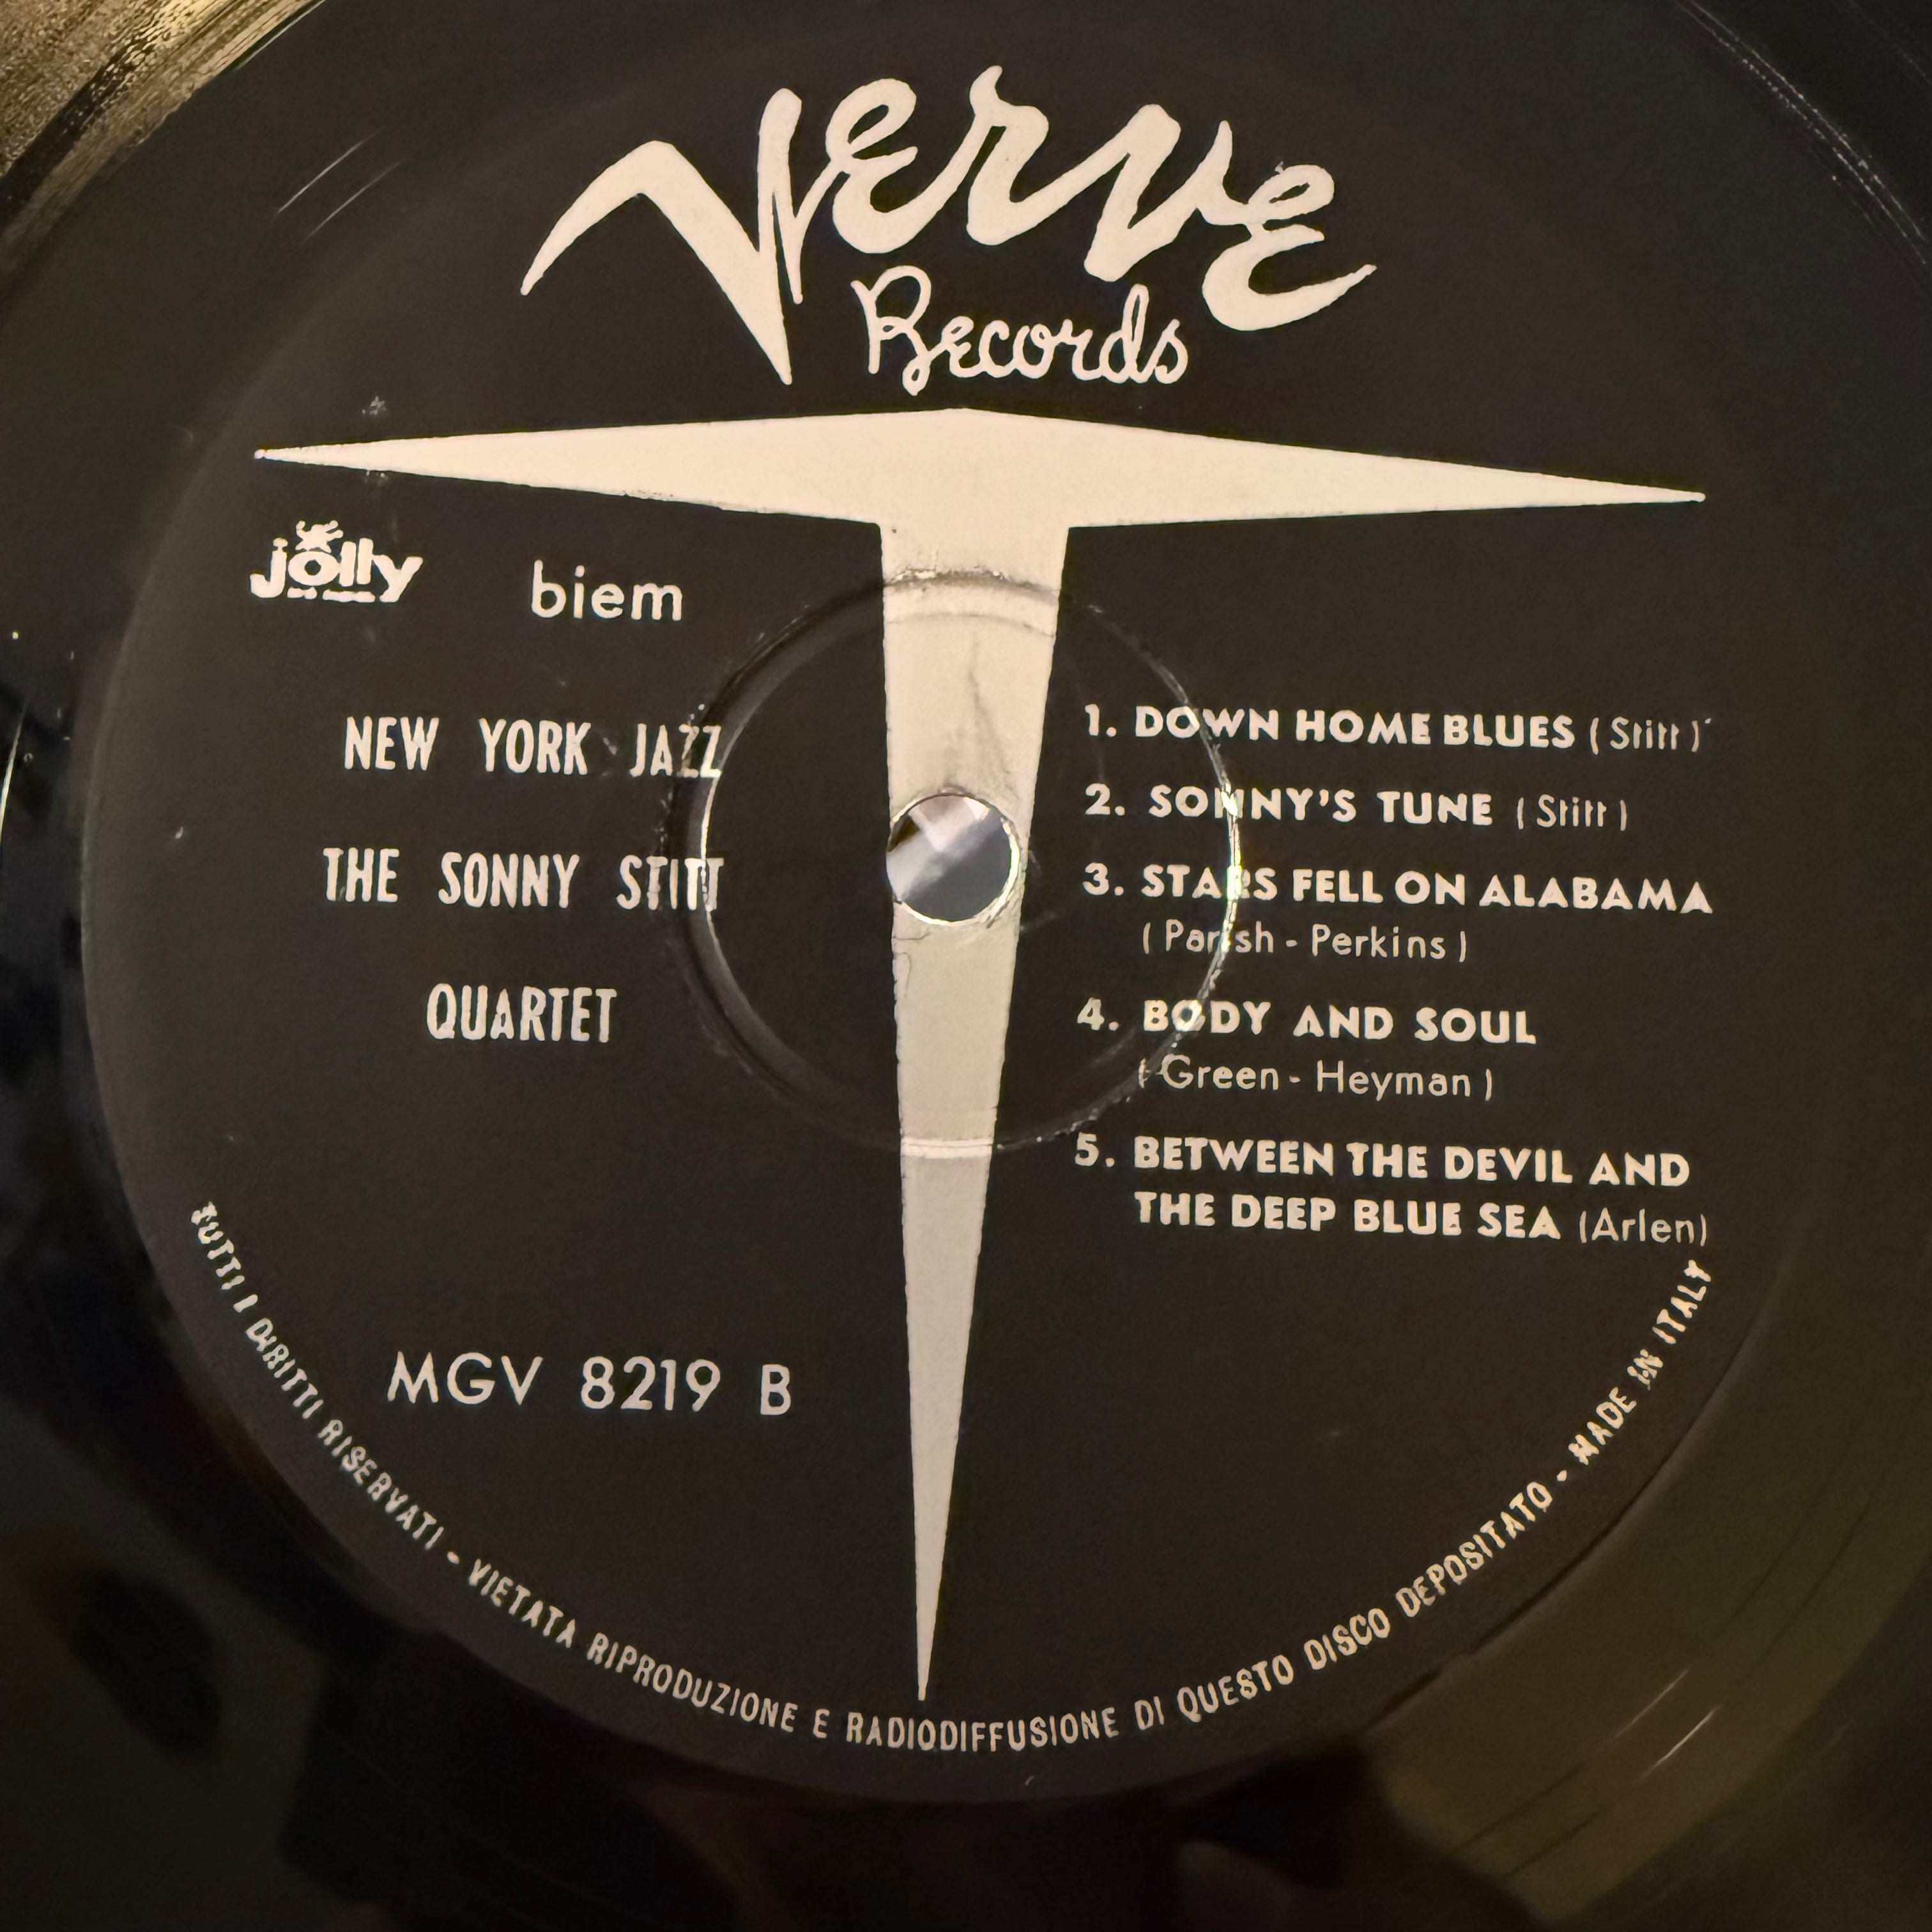 Verve
Records
jolly
biem
NEW YORK JAZZ
THE SONNY STITT
QUARTET
MGV 8219 B
1. DOWN HOME BLUES (Stitt)
2. SONNY'S TUNE (Stitt)
3. STARS FELL ON ALABAMA
(Parish - Perkins)
4. BODY AND SOUL
(Green - Heyman)
5. BETWEEN THE DEVIL AND
THE DEEP BLUE SEA (Arlen)
TUTTI I DIRITTI RISERVATI - VIETATA RIPRODUZIONE E RADIODIFFUSIONE DI QUESTO DISCO DEPOSITATO - MADE IN ITALY